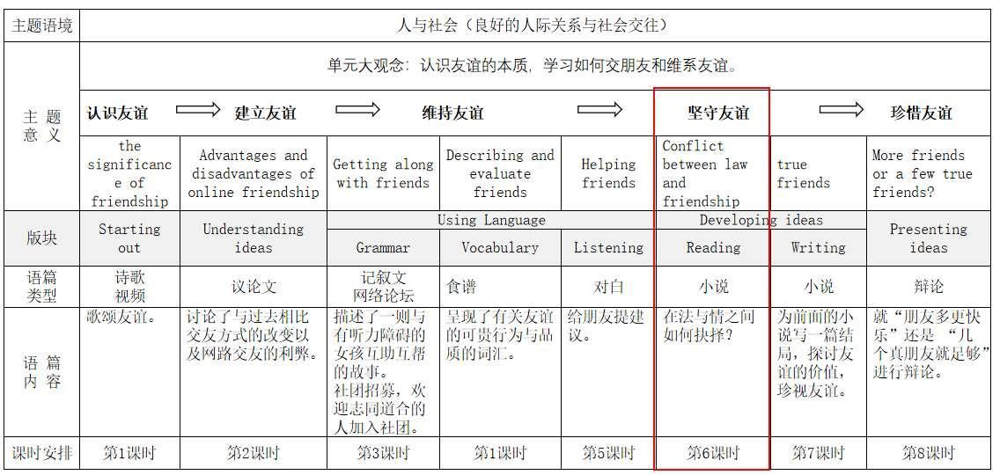 主题语境
人与社会（良好的人际关系与社会交往）
主 题
意 义
单元大观念：认识友谊的本质，学习如何交朋友和维系友谊。
认识友谊
建立友谊
维持友谊
坚守友谊
珍惜友谊
the
significanc
e of
friendship
Advantages and
disadvantages of
online friendship
Getting along
with friends
Describing and
evaluate
friends
Helping
friends
Conflict
between law
and
friendship
true
friends
More friends
or a few true
friends?
版块
Starting
out
Understanding
ideas
Using Language
Grammar
Vocabulary
Listening
Developing ideas
Reading
Writing
Presenting
ideas
语篇
类型
诗歌
视频
议论文
记叙文
网络论坛
食谱
对白
小说
小说
辩论
语 篇
内 容
歌颂友谊。
讨论了与过去相比
交友方式的改变以
及网路交友的利弊。
描述了一则与
有听力障碍的
女孩互助互帮
的故事。
社团招募，欢
迎志同道合的
人加入社团。
呈现了有关友谊
的可贵行为与品
质的词汇。
给朋友提建
议。
在法与情之间
如何抉择？
为前面的小
说写一篇结
局，探讨友
谊的价值，
珍视友谊。
就“朋友多更快
乐”还是 “几
个真朋友就足够”
进行辩论。
课时安排
第1课时
第2课时
第3课时
第1课时
第5课时
第6课时
第7课时
第8课时